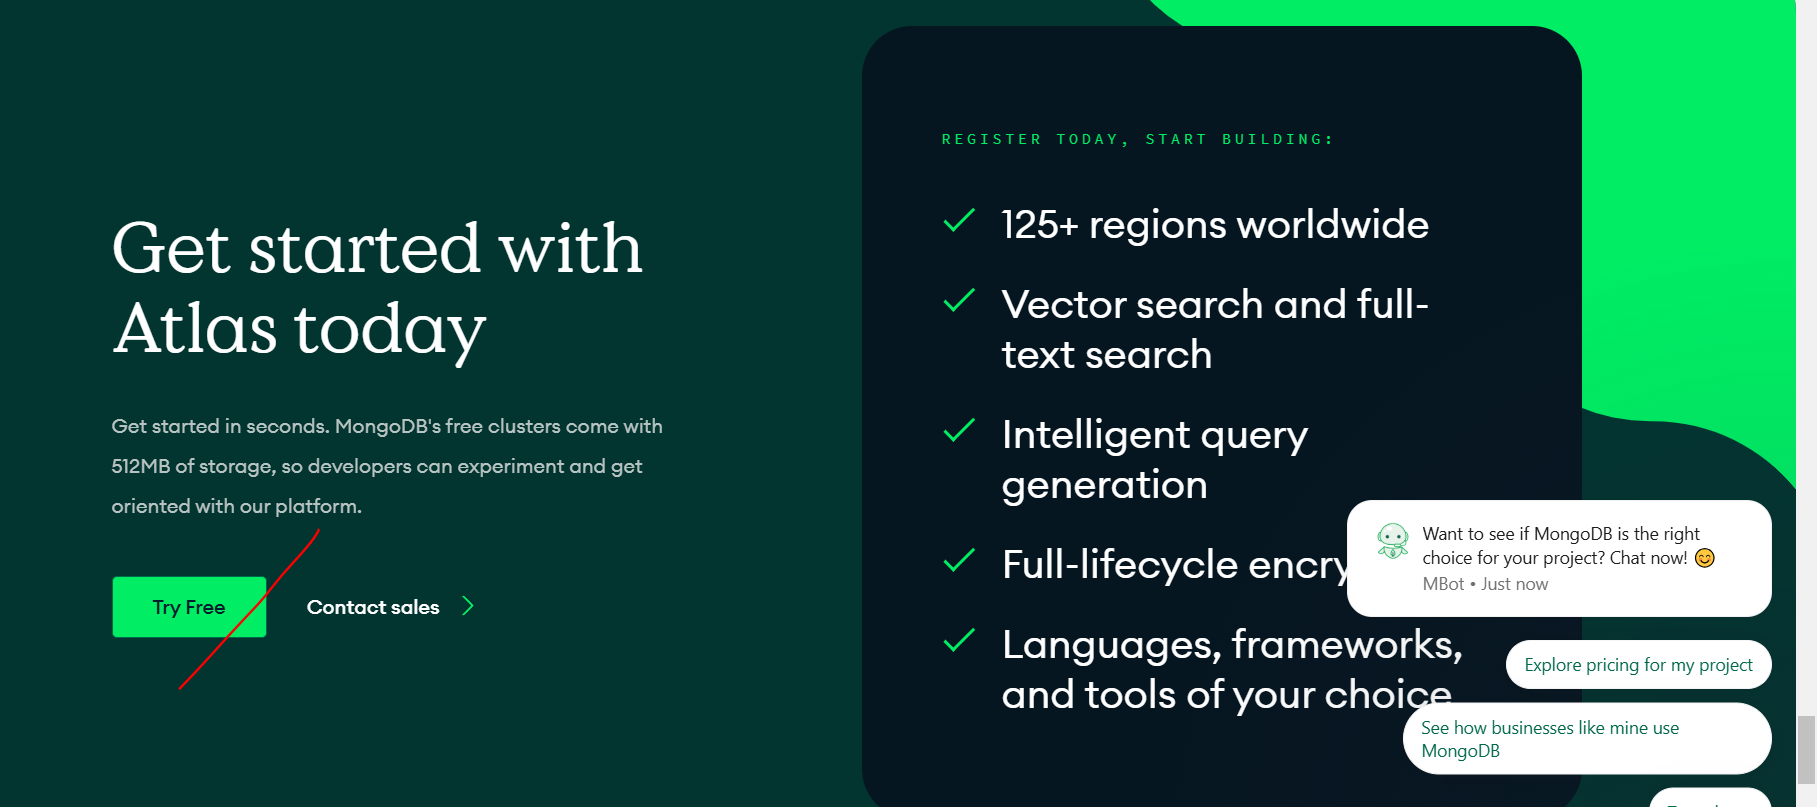 Get started with
Atlas today
Get started in seconds. MongoDB's free clusters come with
512MB of storage, so developers can experiment and get
oriented with our platform.
Try Free
Contact sales
REGISTER TODAY, START BUILDING:
125+ regions worldwide
Vector search and full-
text search
Intelligent query
generation
Full-lifecycle
Languages, frameworks,
and tools of your choice
Want to see if MongoDB is the right
choice for your project? Chat now! 😊
MBot • Just now
Explore pricing for my project
See how businesses like mine use
MongoDB